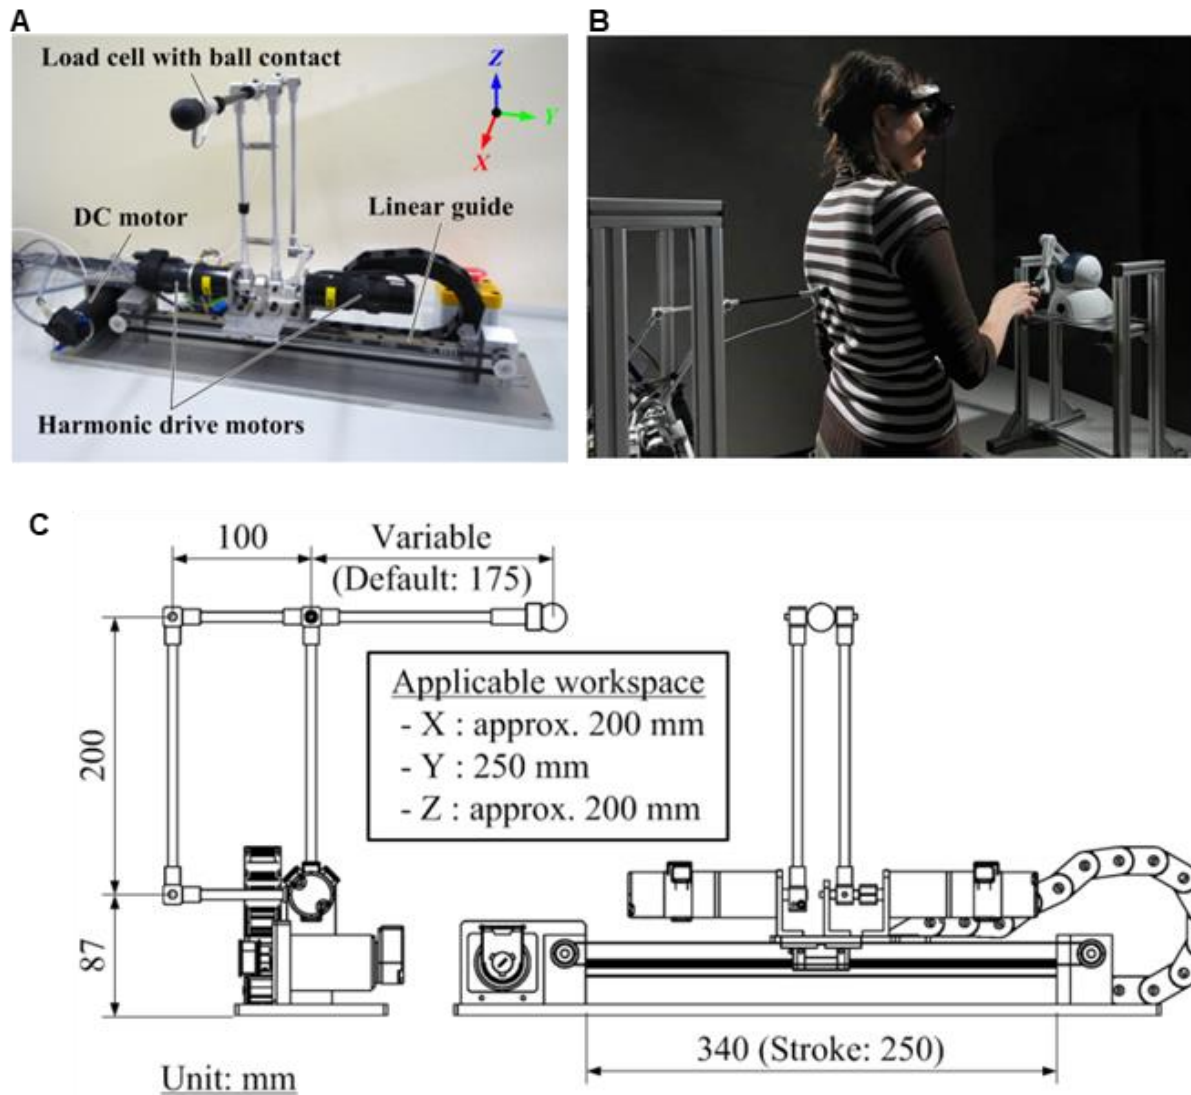 A
Load cell with ball contact
Z
Y
X
DC motor
Linear guide
Harmonic drive motors
B
C
100
Variable
(Default: 175)
200
87
Applicable workspace
- X : approx. 200 mm
- Y : 250 mm
- Z : approx. 200 mm
340 (Stroke: 250)
Unit: mm